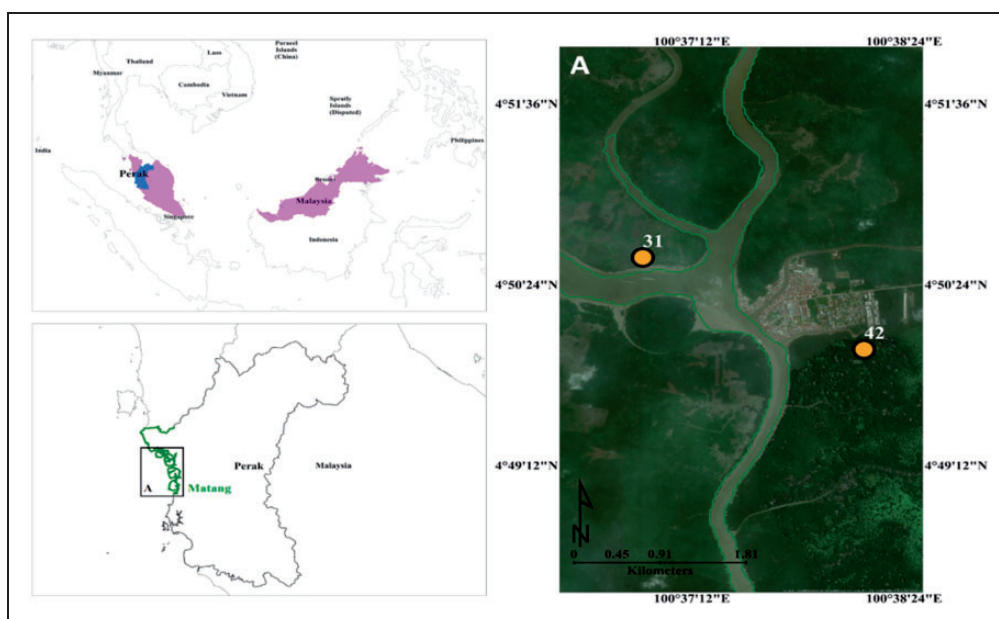 Paracel
Islands
(China)
Laos
Thailand
Myanmar
Cambodia
Vietnam
Spratly
Islands
(Disputed)
Philippines
India
Perak
Brunei
Malaysia
Singapore
Indonesia
Perak
Malaysia
A
Matang
100°37'12"E
100°38'24"E
A
4°51'36"N
4°51'36"N
31
4°50'24"N
4°50'24"N
42
4°49'12"N
4°49'12"N
N
0 0.45 0.91 1.81
Kilometers
100°37'12"E
100°38'24"E